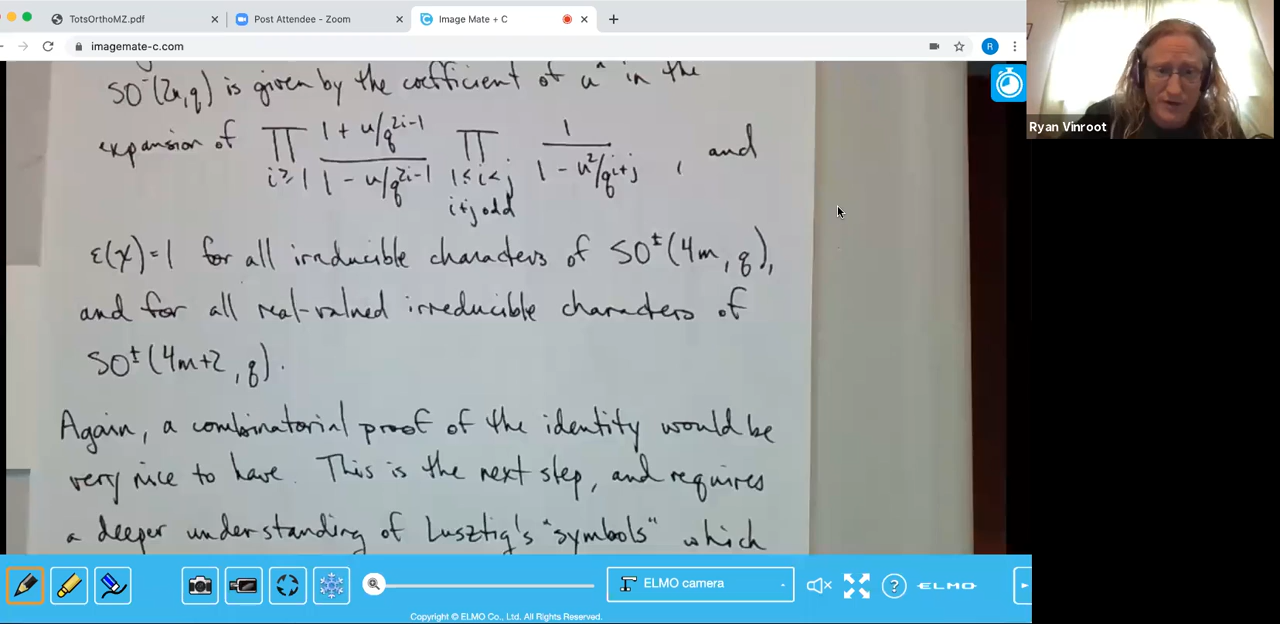 TotsOrthoMZ.pdf
Post Attendee - Zoom
Image Mate + C
imagemate-c.com
R
SO⁻(2n,q) is given by the coefficient of uⁿ in the
expansion of ∏_{i≥1} (1 + u/q^{2i-1})/(1 - u/q^{2i-1}) ∏_{1≤i<j, i+j odd} 1/(1 - u²/q^{i+j}), and
ε(χ)=1 for all irreducible characters of SO^±(4m, q),
and for all real-valued irreducible characters of
SO^±(4m+2, q).
Again, a combinatorial proof of the identity would be
very nice to have. This is the next step, and requires
a deeper understanding of Lusztig's "symbols" which
Ryan Vinroot
ELMO camera
ELMO
Copyright © ELMO Co., Ltd. All Rights Reserved.